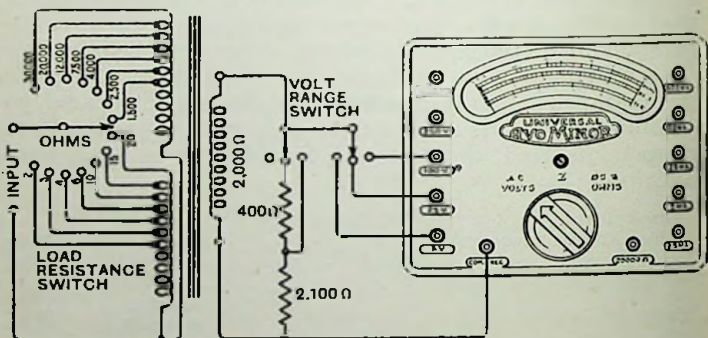 30,000
20,000
12,000
7,500
4,000
2,500
1,500
20
15
10
6
4
3
2
OHMS
INPUT
LOAD
RESISTANCE
SWITCH
2,000 Ω
VOLT
RANGE
SWITCH
400Ω
2,100 Ω
UNIVERSAL
AVO MINOR
A C
VOLTS
D C &
OHMS
5 V